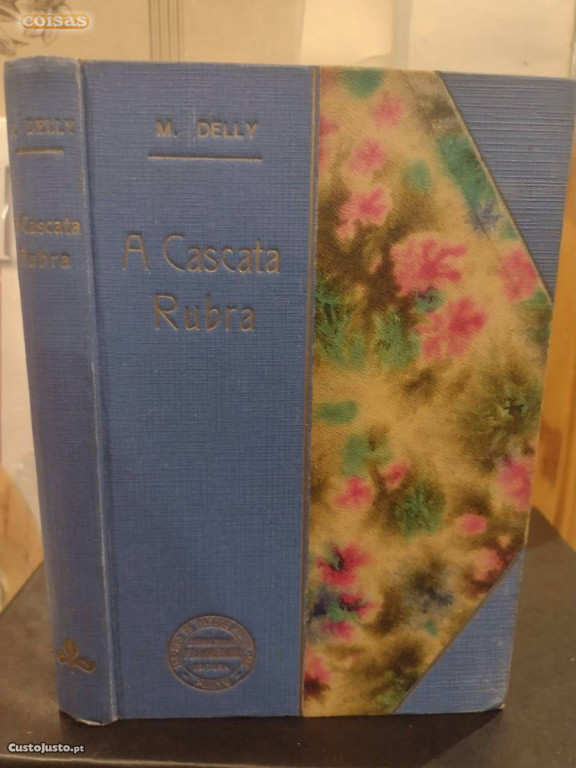 coisas
DELLY
Cascata
Rubra
M. DELLY
A Cascata
Rubra
CustoJusto.pt